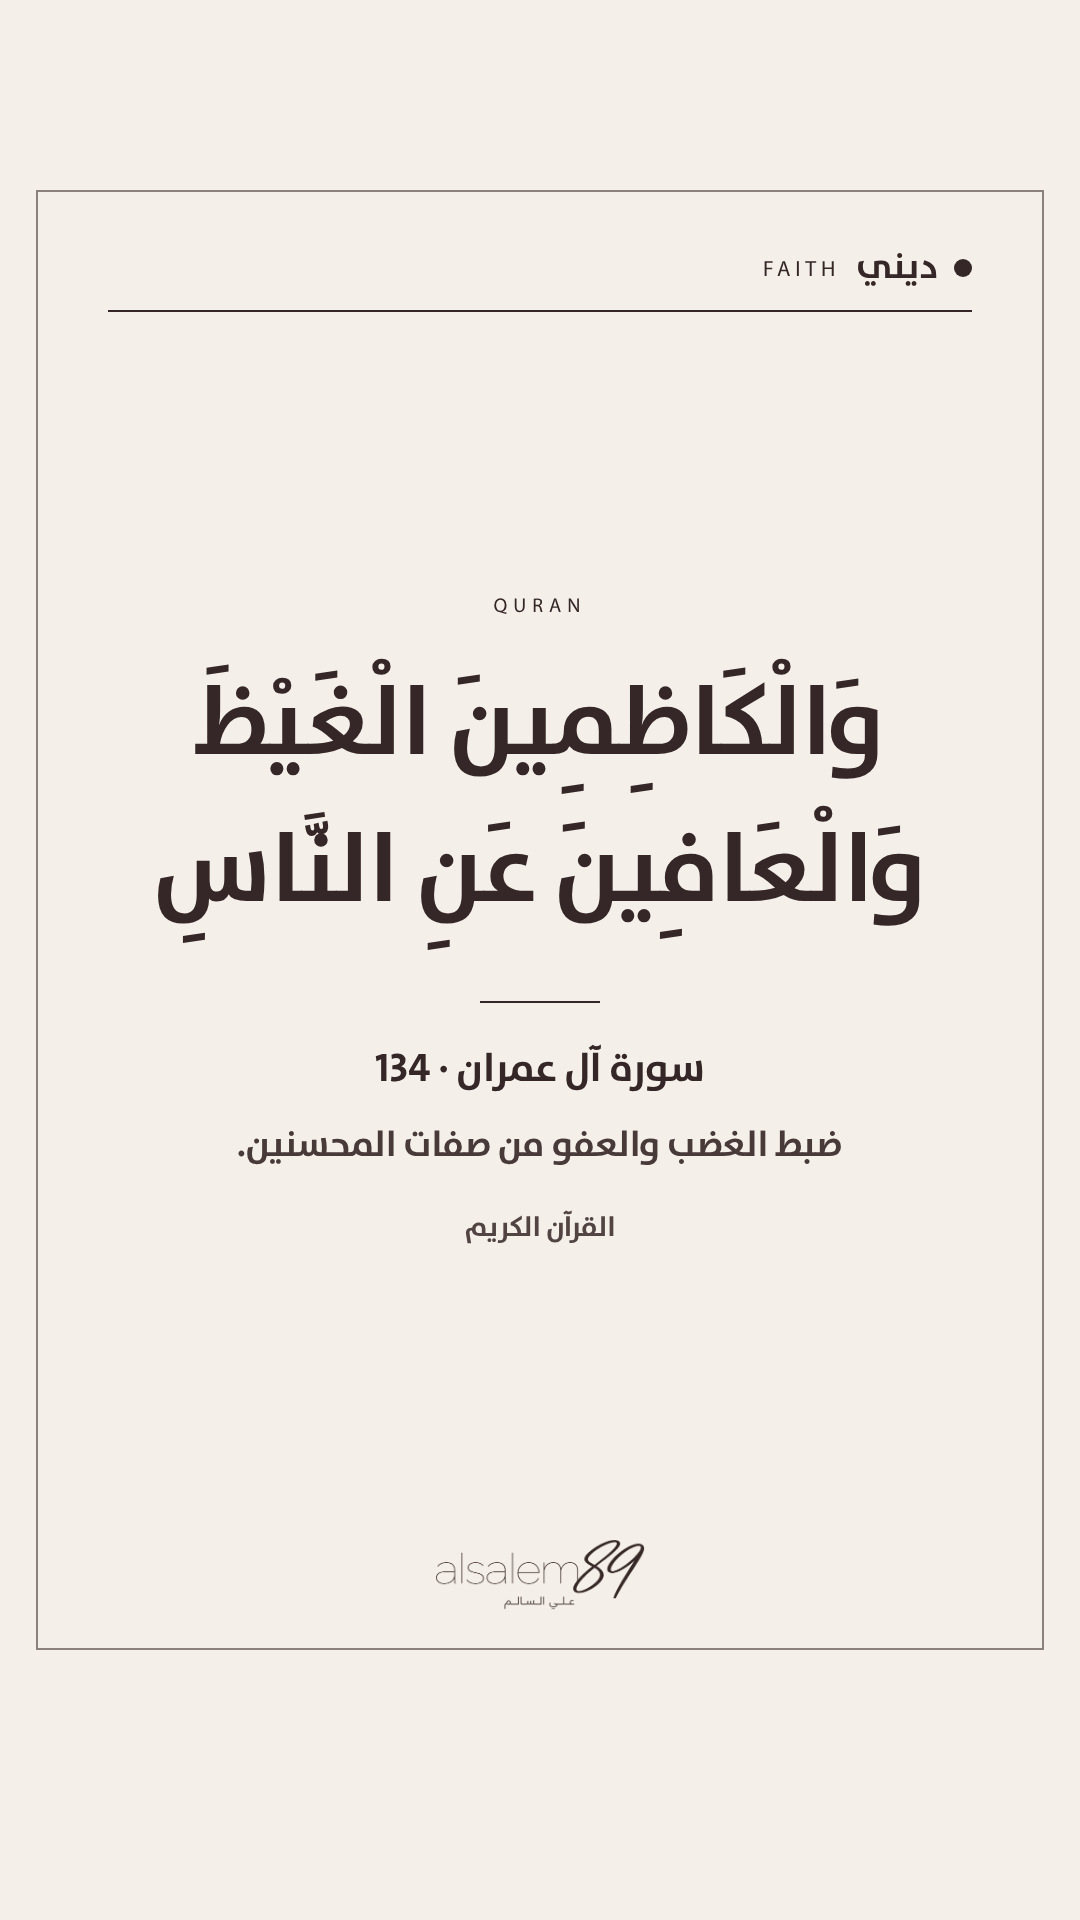 ديني FAITH
QURAN
وَالْكَاظِمِينَ الْغَيْظَ
وَالْعَافِينَ عَنِ النَّاسِ
سورة آل عمران · 134
ضبط الغضب والعفو من صفات المحسنين.
القرآن الكريم
alsalem89
علي السالم